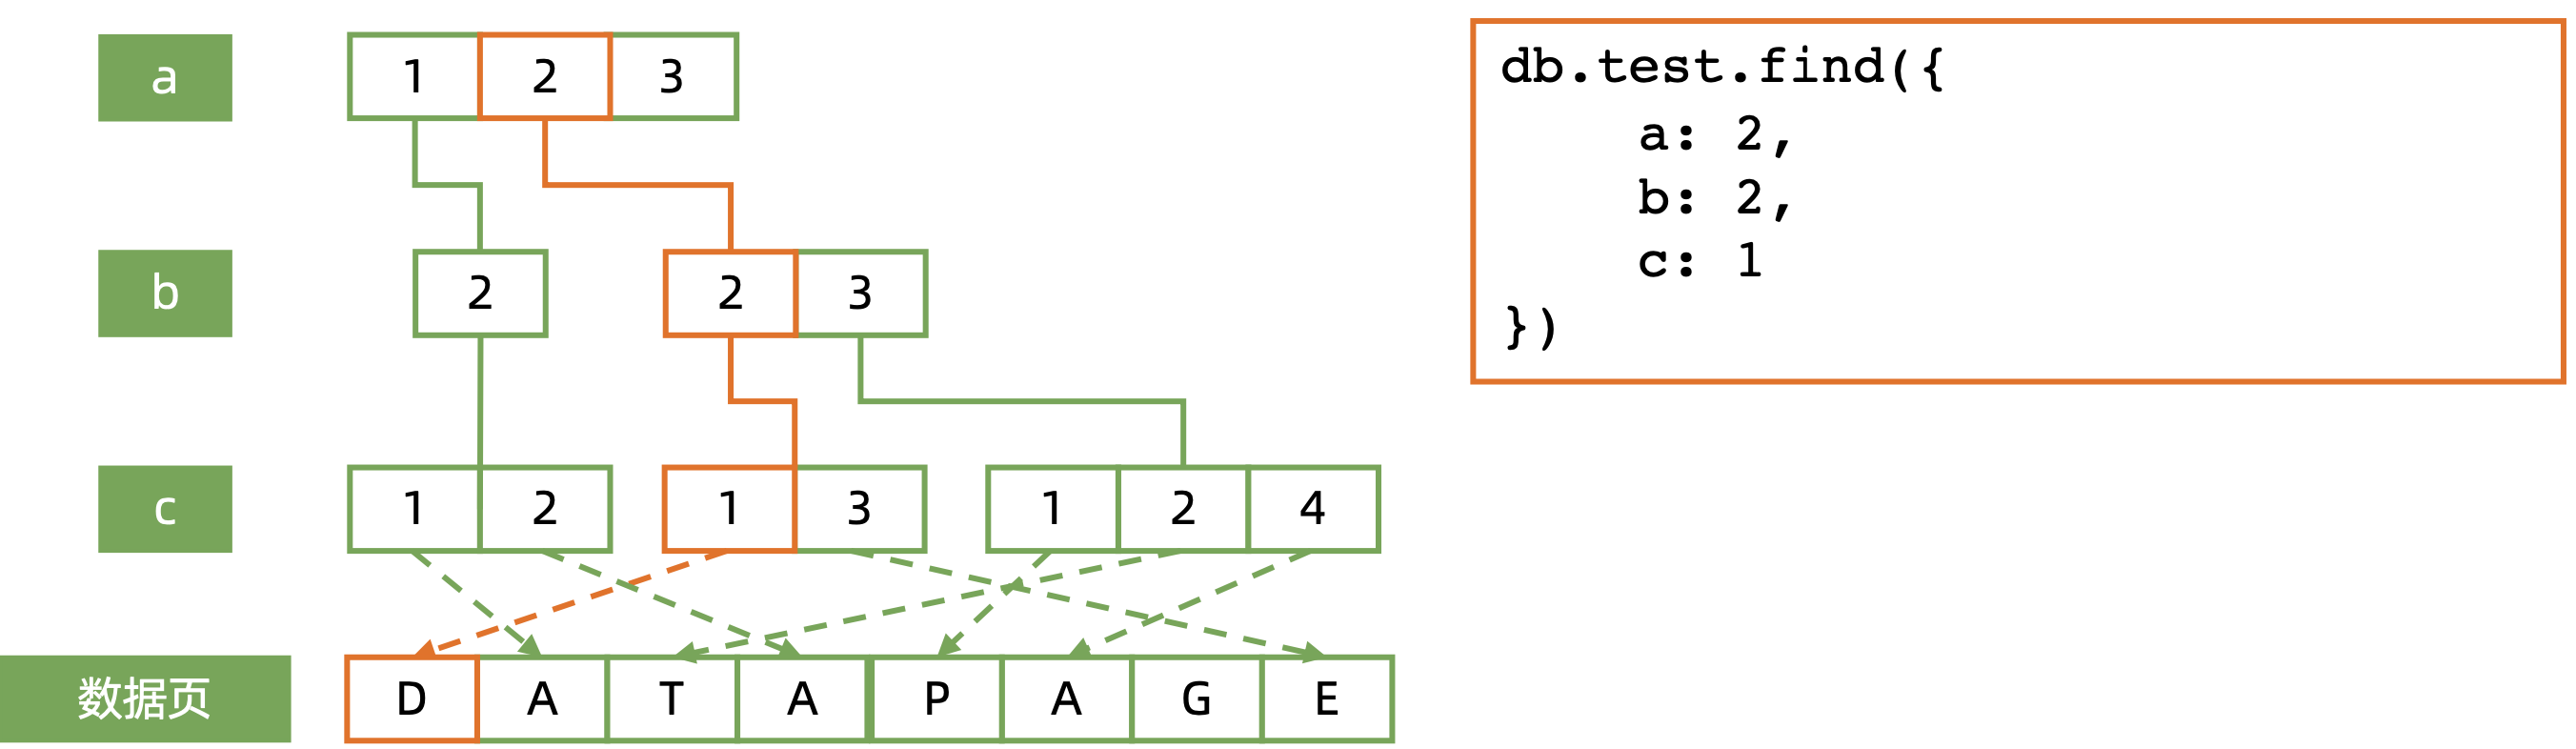 a
1 2 3
b
2 2 3
c
1 2 1 3 1 2 4
数据页
D A T A P A G E
db.test.find({
    a: 2,
    b: 2,
    c: 1
})